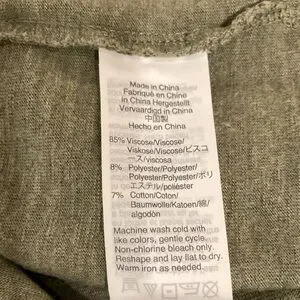 Made in China
Fabriqué en Chine
in China Hergestellt
Vervaardigd in China
中国製
Hecho en China
85% Viscose/Viscose/
Viskose/Viscose/ビスコ
ース/viscosa
8% Polyester/Polyester/
Polyester/Polyester/ポリ
エステル/poliéster
7% Cotton/Coton/
Baumwolle/Katoen/綿/
algodón
Machine wash cold with
like colors, gentle cycle.
Non-chlorine bleach only.
Reshape and lay flat to dry.
Warm iron as needed.